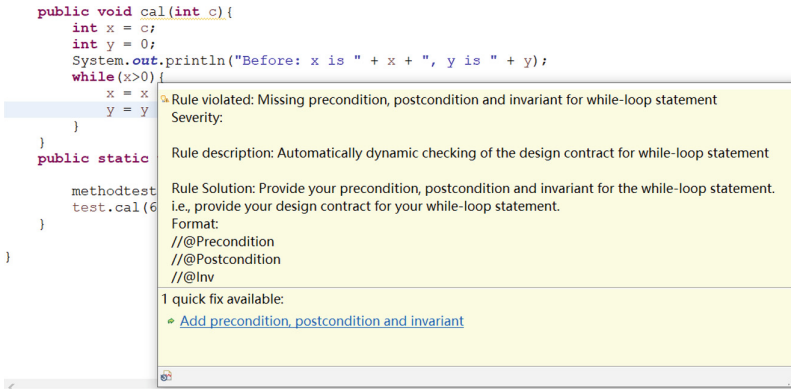 public void cal(int c){
int x = c;
int y = 0;
System.out.println("Before: x is " + x + ", y is " + y);
while(x>0){
x = x
y = y
}
}
public static
methodtest
test.cal(6
}
}
Rule violated: Missing precondition, postcondition and invariant for while-loop statement
Severity:
Rule description: Automatically dynamic checking of the design contract for while-loop statement
Rule Solution: Provide your precondition, postcondition and invariant for the while-loop statement.
i.e., provide your design contract for your while-loop statement.
Format:
//@Precondition
//@Postcondition
//@Inv
1 quick fix available:
Add precondition, postcondition and invariant